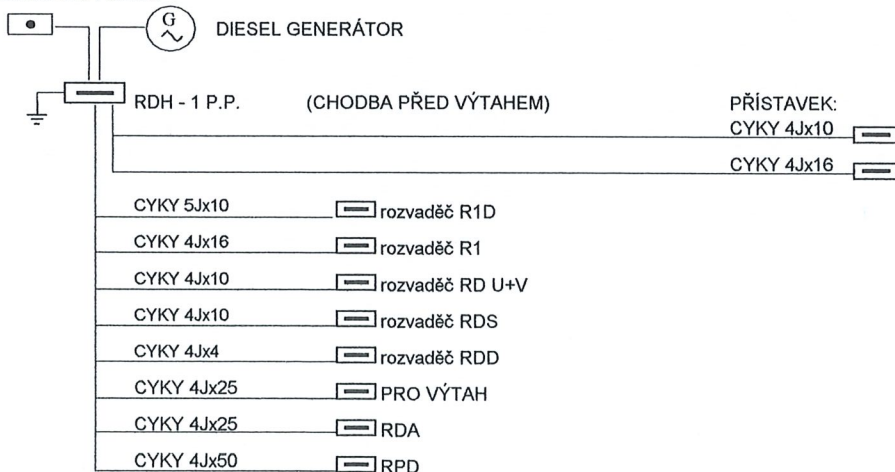 G
DIESEL GENERÁTOR
RDH - 1 P.P. (CHODBA PŘED VÝTAHEM) PŘÍSTAVEK:
CYKY 4Jx10
CYKY 4Jx16
CYKY 5Jx10 rozvaděč R1D
CYKY 4Jx16 rozvaděč R1
CYKY 4Jx10 rozvaděč RD U+V
CYKY 4Jx10 rozvaděč RDS
CYKY 4Jx4 rozvaděč RDD
CYKY 4Jx25 PRO VÝTAH
CYKY 4Jx25 RDA
CYKY 4Jx50 RPD